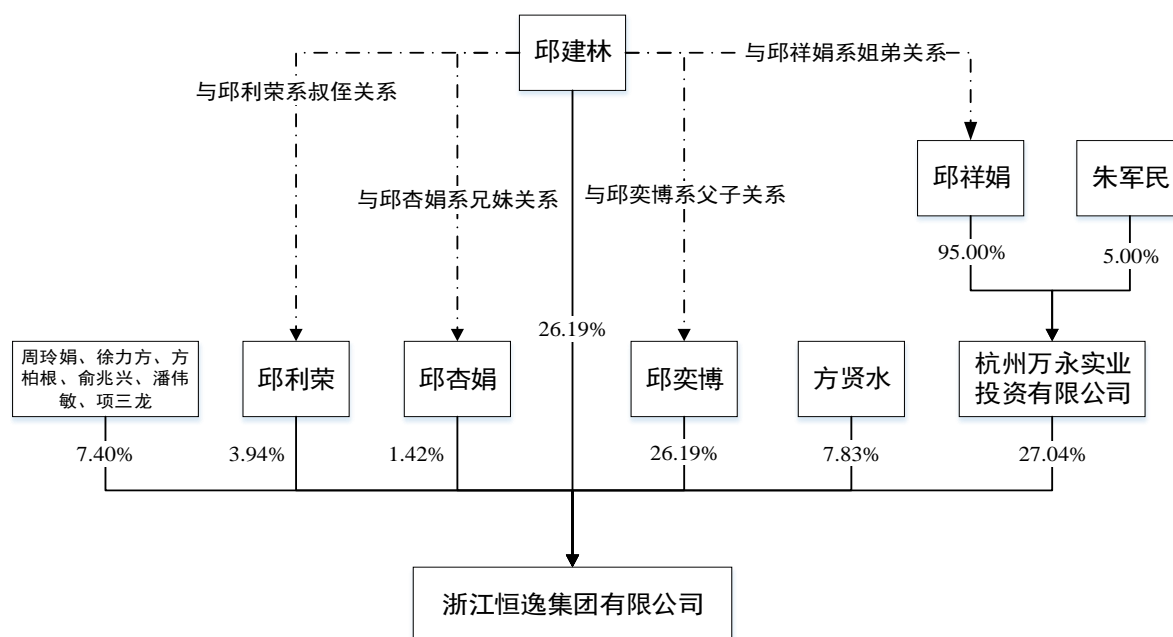 邱建林
与邱祥娟系姐弟关系
与邱利荣系叔侄关系
邱祥娟
朱军民
与邱杏娟系兄妹关系
与邱奕博系父子关系
95.00%
5.00%
26.19%
周玲娟、徐力方、方
柏根、俞兆兴、潘伟
敏、项三龙
邱利荣
邱杏娟
邱奕博
方贤水
杭州万永实业
投资有限公司
7.40%
3.94%
1.42%
26.19%
7.83%
27.04%
浙江恒逸集团有限公司